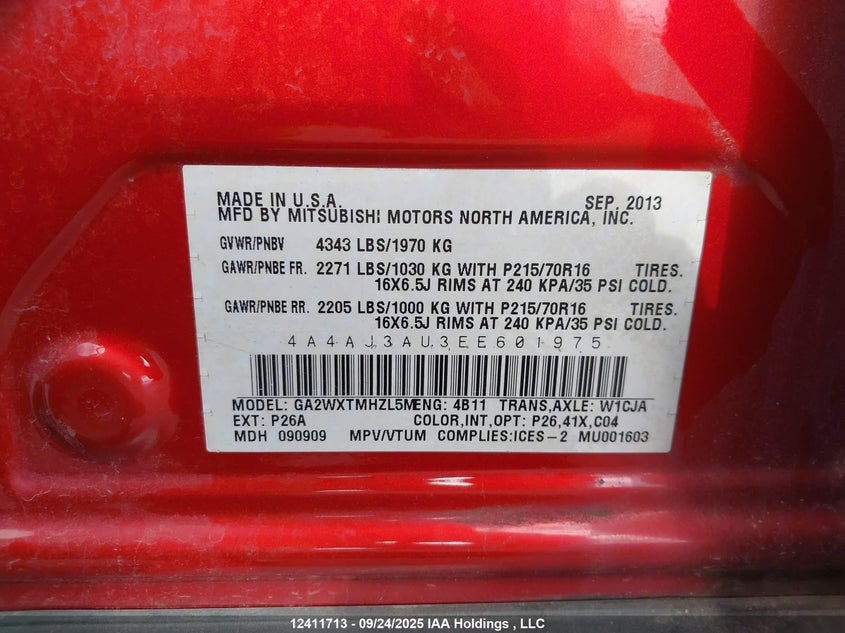 MADE IN U.S.A. SEP. 2013
MFD BY MITSUBISHI MOTORS NORTH AMERICA, INC.
GVWR/PNBV 4343 LBS/1970 KG
GAWR/PNBE FR. 2271 LBS/1030 KG WITH P215/70R16 TIRES.
16X6.5J RIMS AT 240 KPA/35 PSI COLD.
GAWR/PNBE RR. 2205 LBS/1000 KG WITH P215/70R16 TIRES.
16X6.5J RIMS AT 240 KPA/35 PSI COLD.
4A4AJ3AU3EE601975
MODEL: GA2WXTMHZL5M ENG: 4B11 TRANS,AXLE: W1CJA
EXT: P26A COLOR,INT,OPT: P26,41X,C04
MDH 090909 MPV/VTUM COMPLIES:ICES-2 MU001603
12411713 - 09/24/2025 IAA Holdings , LLC